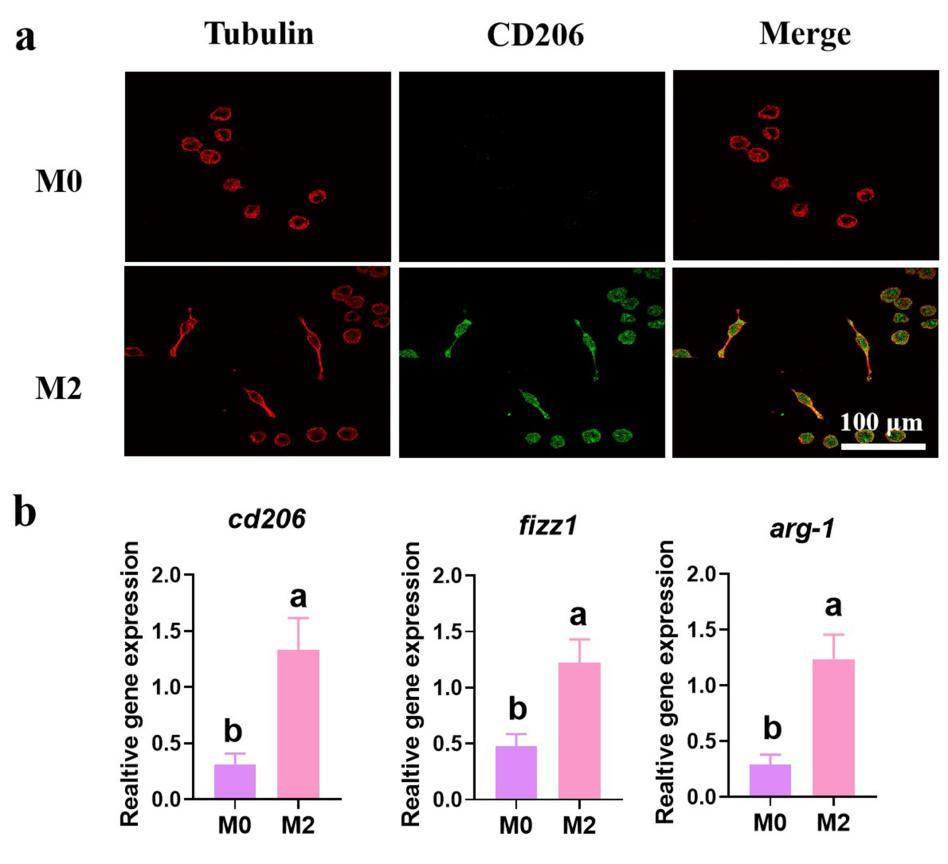 a
Tubulin CD206 Merge
M0
M2
100 µm
b
cd206 fizz1 arg-1
Realtive gene expression
2.0
1.5
1.0
0.5
0.0
b
a
M0 M2
Realtive gene expression
2.0
1.5
1.0
0.5
0.0
b
a
M0 M2
Realtive gene expression
2.0
1.5
1.0
0.5
0.0
b
a
M0 M2